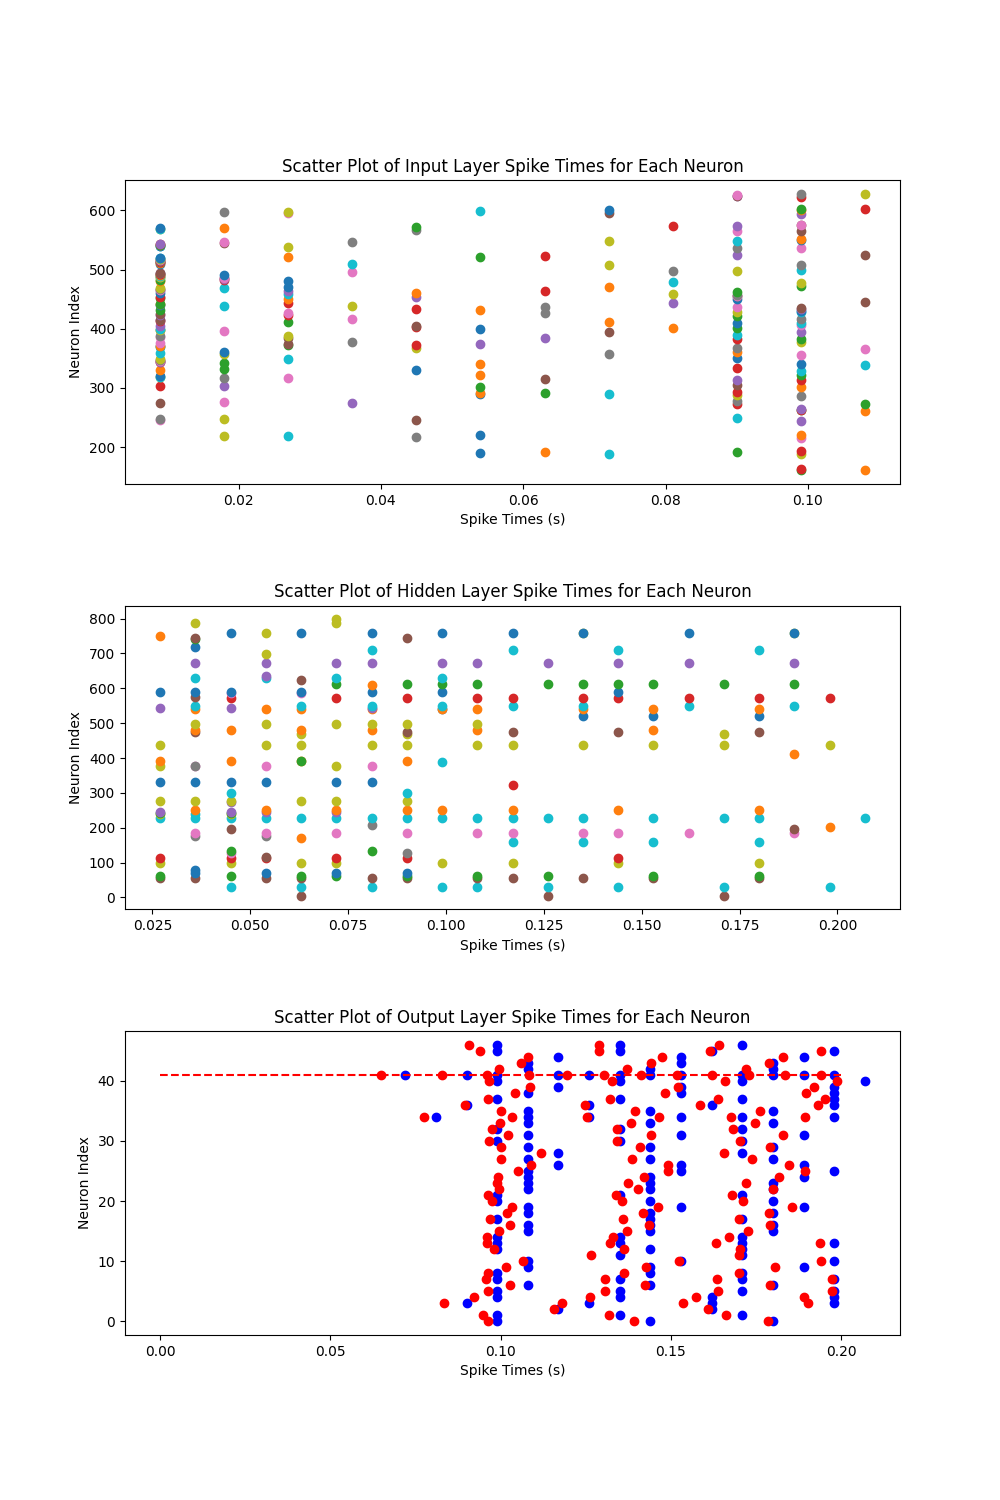 Scatter Plot of Input Layer Spike Times for Each Neuron
600
500
400
300
200
Neuron Index
0.02 0.04 0.06 0.08 0.10
Spike Times (s)
Scatter Plot of Hidden Layer Spike Times for Each Neuron
800
700
600
500
400
300
200
100
0
Neuron Index
0.025 0.050 0.075 0.100 0.125 0.150 0.175 0.200
Spike Times (s)
Scatter Plot of Output Layer Spike Times for Each Neuron
40
30
20
10
0
Neuron Index
0.00 0.05 0.10 0.15 0.20
Spike Times (s)